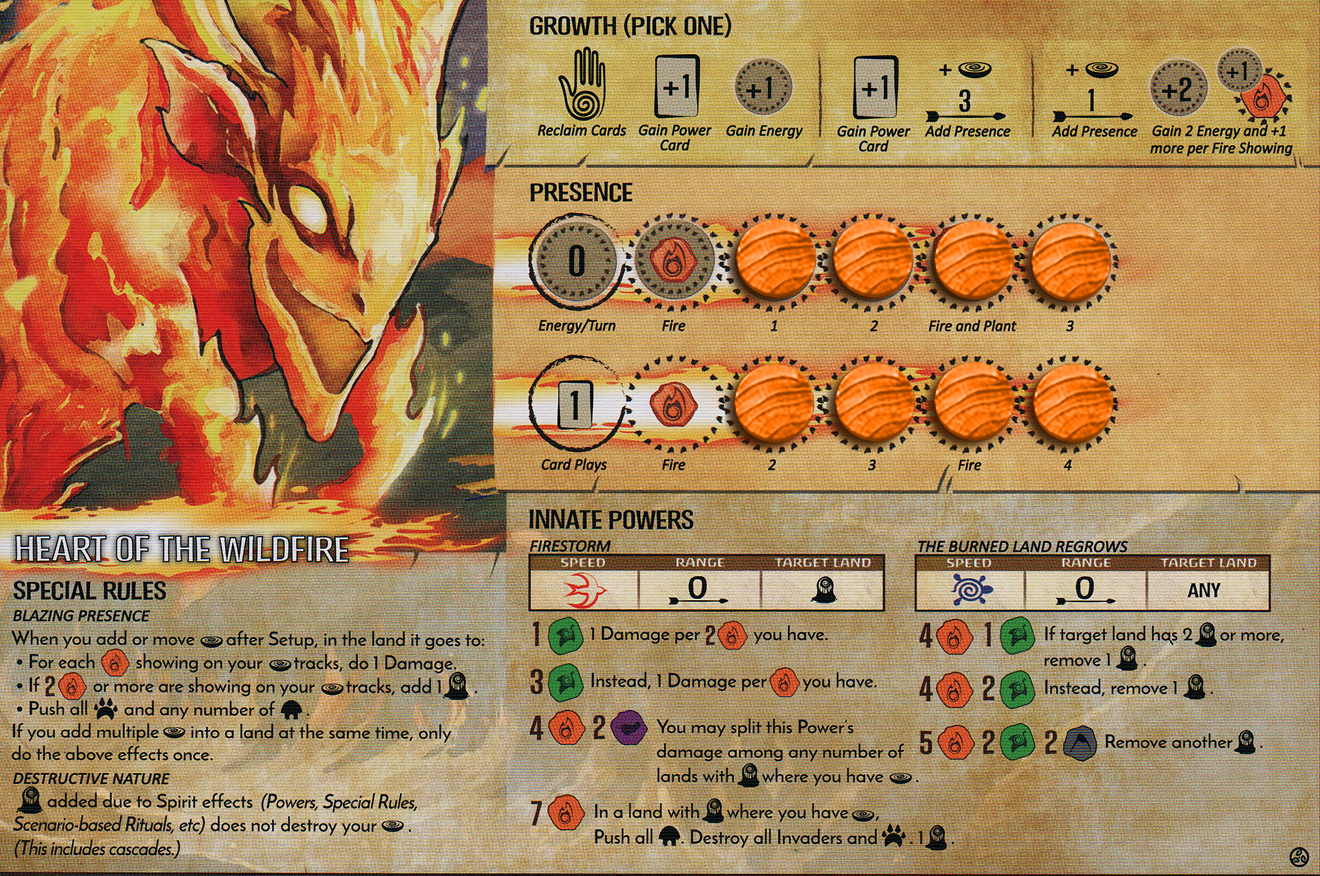 GROWTH (PICK ONE)
+1
+1
+1
+
3
+
1
+2
+1
Reclaim Cards
Gain Power
Card
Gain Energy
Gain Power
Card
Add Presence
Add Presence
Gain 2 Energy and +1
more per Fire Showing
PRESENCE
0
Energy/Turn
Fire
1
2
Fire and Plant
3
1
Card Plays
Fire
2
3
Fire
4
HEART OF THE WILDFIRE
SPECIAL RULES
BLAZING PRESENCE
When you add or move after Setup, in the land it goes to:
• For each showing on your tracks, do 1 Damage.
• If 2 or more are showing on your tracks, add 1 .
• Push all and any number of .
If you add multiple into a land at the same time, only
do the above effects once.
DESTRUCTIVE NATURE
added due to Spirit effects (Powers, Special Rules,
Scenario-based Rituals, etc) does not destroy your .
(This includes cascades.)
INNATE POWERS
FIRESTORM
SPEED RANGE TARGET LAND
0
1 1 Damage per 2 you have.
3 Instead, 1 Damage per you have.
4 2 You may split this Power's
damage among any number of
lands with where you have .
7 In a land with where you have ,
Push all . Destroy all Invaders and . 1 .
THE BURNED LAND REGROWS
SPEED RANGE TARGET LAND
0 ANY
4 1 If target land has 2 or more,
remove 1 .
4 2 Instead, remove 1 .
5 2 2 Remove another .